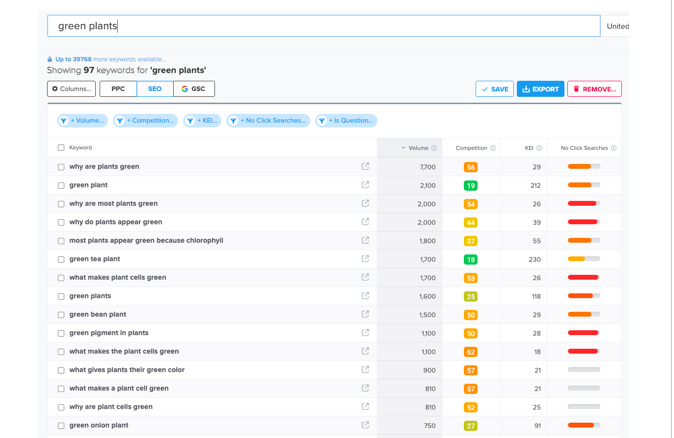 green plants
United
Up to 39768 more keywords available...
Showing 97 keywords for 'green plants'
Columns... PPC SEO GSC SAVE EXPORT REMOVE...
+ Volume... + Competition... + KEI... + No Click Searches... + Is Question...
Keyword Volume Competition KEI No Click Searches
why are plants green 7,700 56 29
green plant 2,100 19 212
why are most plants green 2,000 54 26
why do plants appear green 2,000 44 39
most plants appear green because chlorophyll 1,800 37 55
green tea plant 1,700 18 230
what makes plant cells green 1,700 53 26
green plants 1,600 25 118
green bean plant 1,500 50 29
green pigment in plants 1,100 50 28
what makes the plant cells green 1,100 62 18
what gives plants their green color 900 57 21
what makes a plant cell green 810 57 21
why are plant cells green 810 52 25
green onion plant 750 27 91